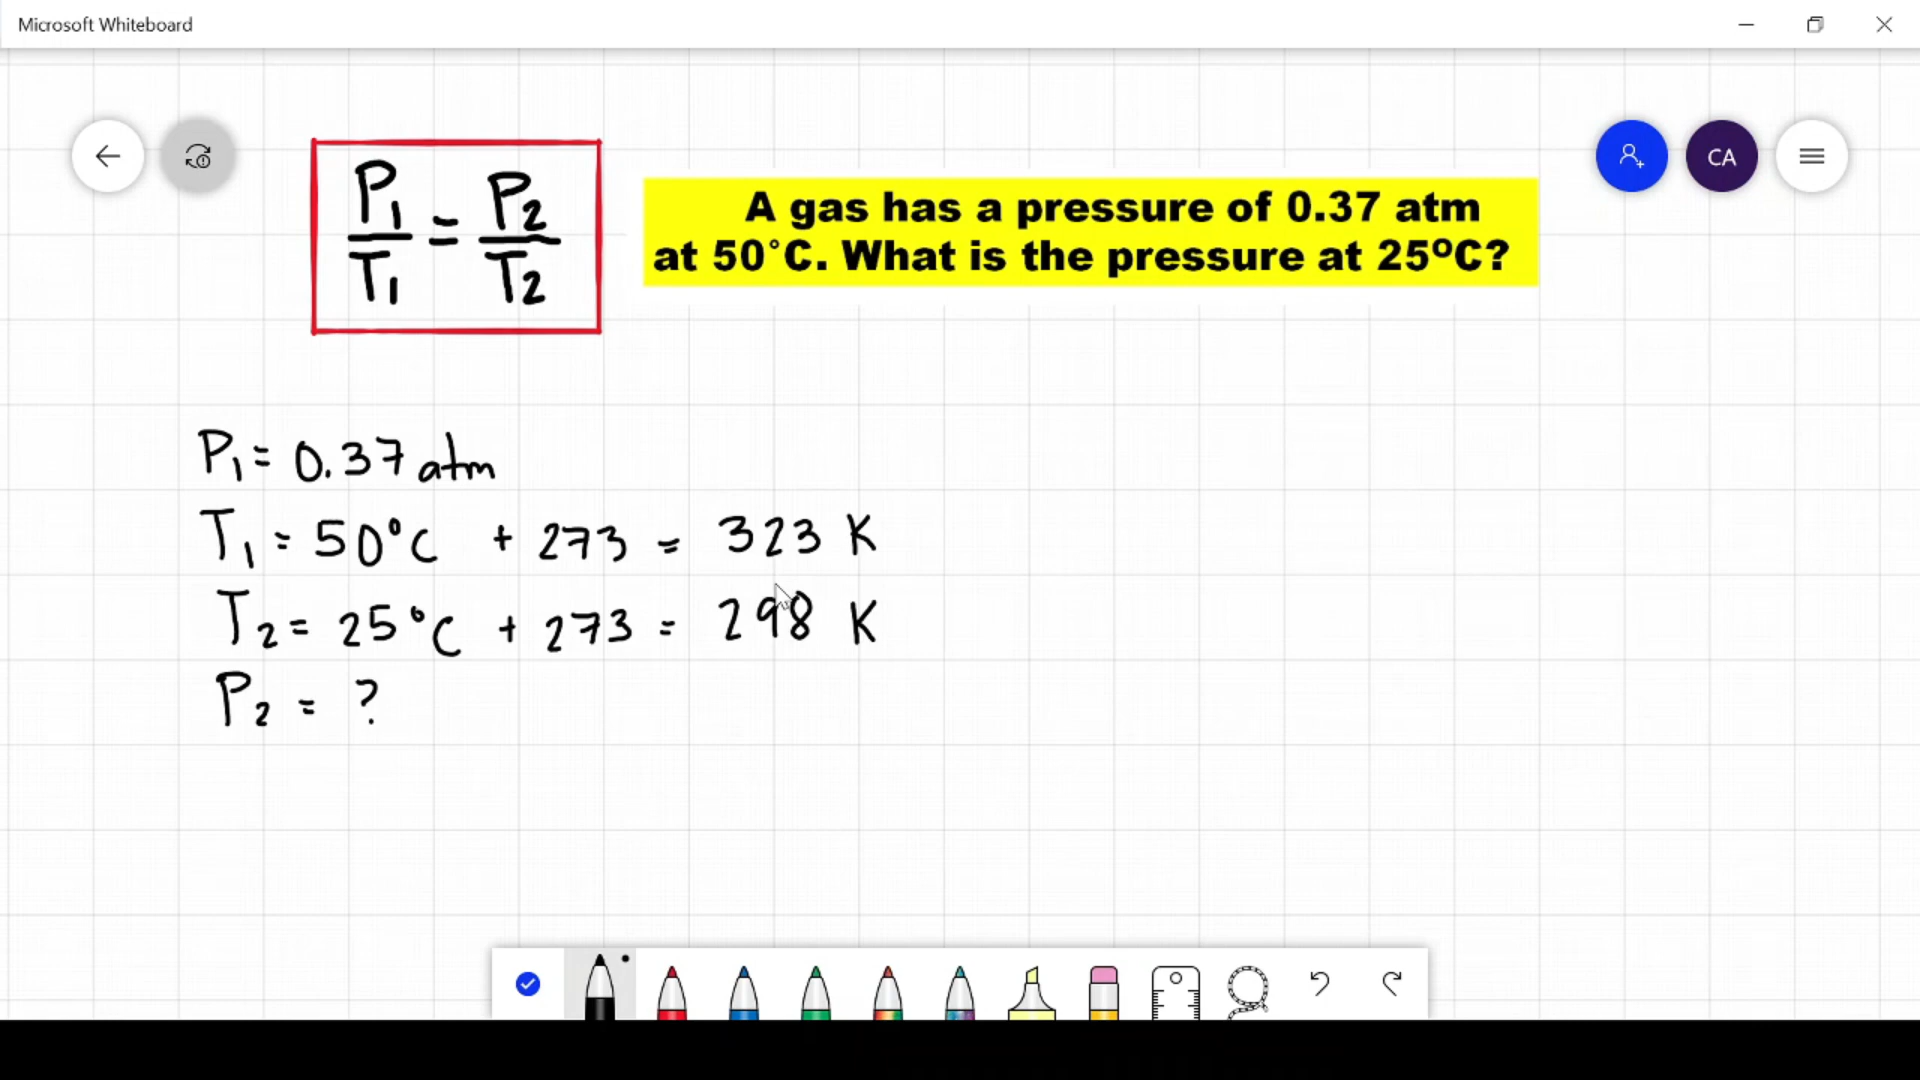 Microsoft Whiteboard
P₁/T₁ = P₂/T₂
A gas has a pressure of 0.37 atm
at 50°C. What is the pressure at 25ºC?
CA
P₁ = 0.37 atm
T₁ = 50°C + 273 = 323 K
T₂ = 25°C + 273 = 298 K
P₂ = ?